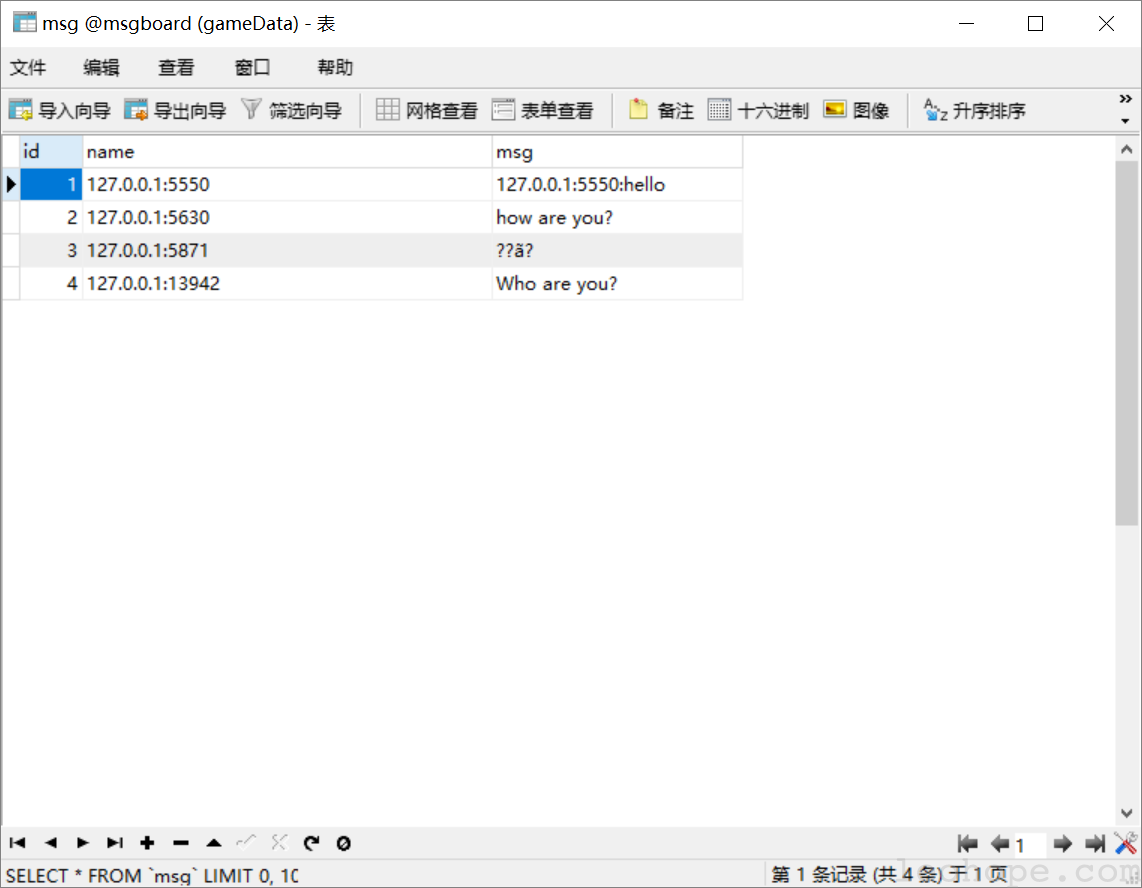 msg @msgboard (gameData) - 表
文件 编辑 查看 窗口 帮助
导入向导 导出向导 筛选向导 网格查看 表单查看 备注 十六进制 图像 升序排序
id name msg
1 127.0.0.1:5550 127.0.0.1:5550:hello
2 127.0.0.1:5630 how are you?
3 127.0.0.1:5871 ??ã?
4 127.0.0.1:13942 Who are you?
1
SELECT * FROM `msg` LIMIT 0, 10 第 1 条记录 (共 4 条) 于 1 页